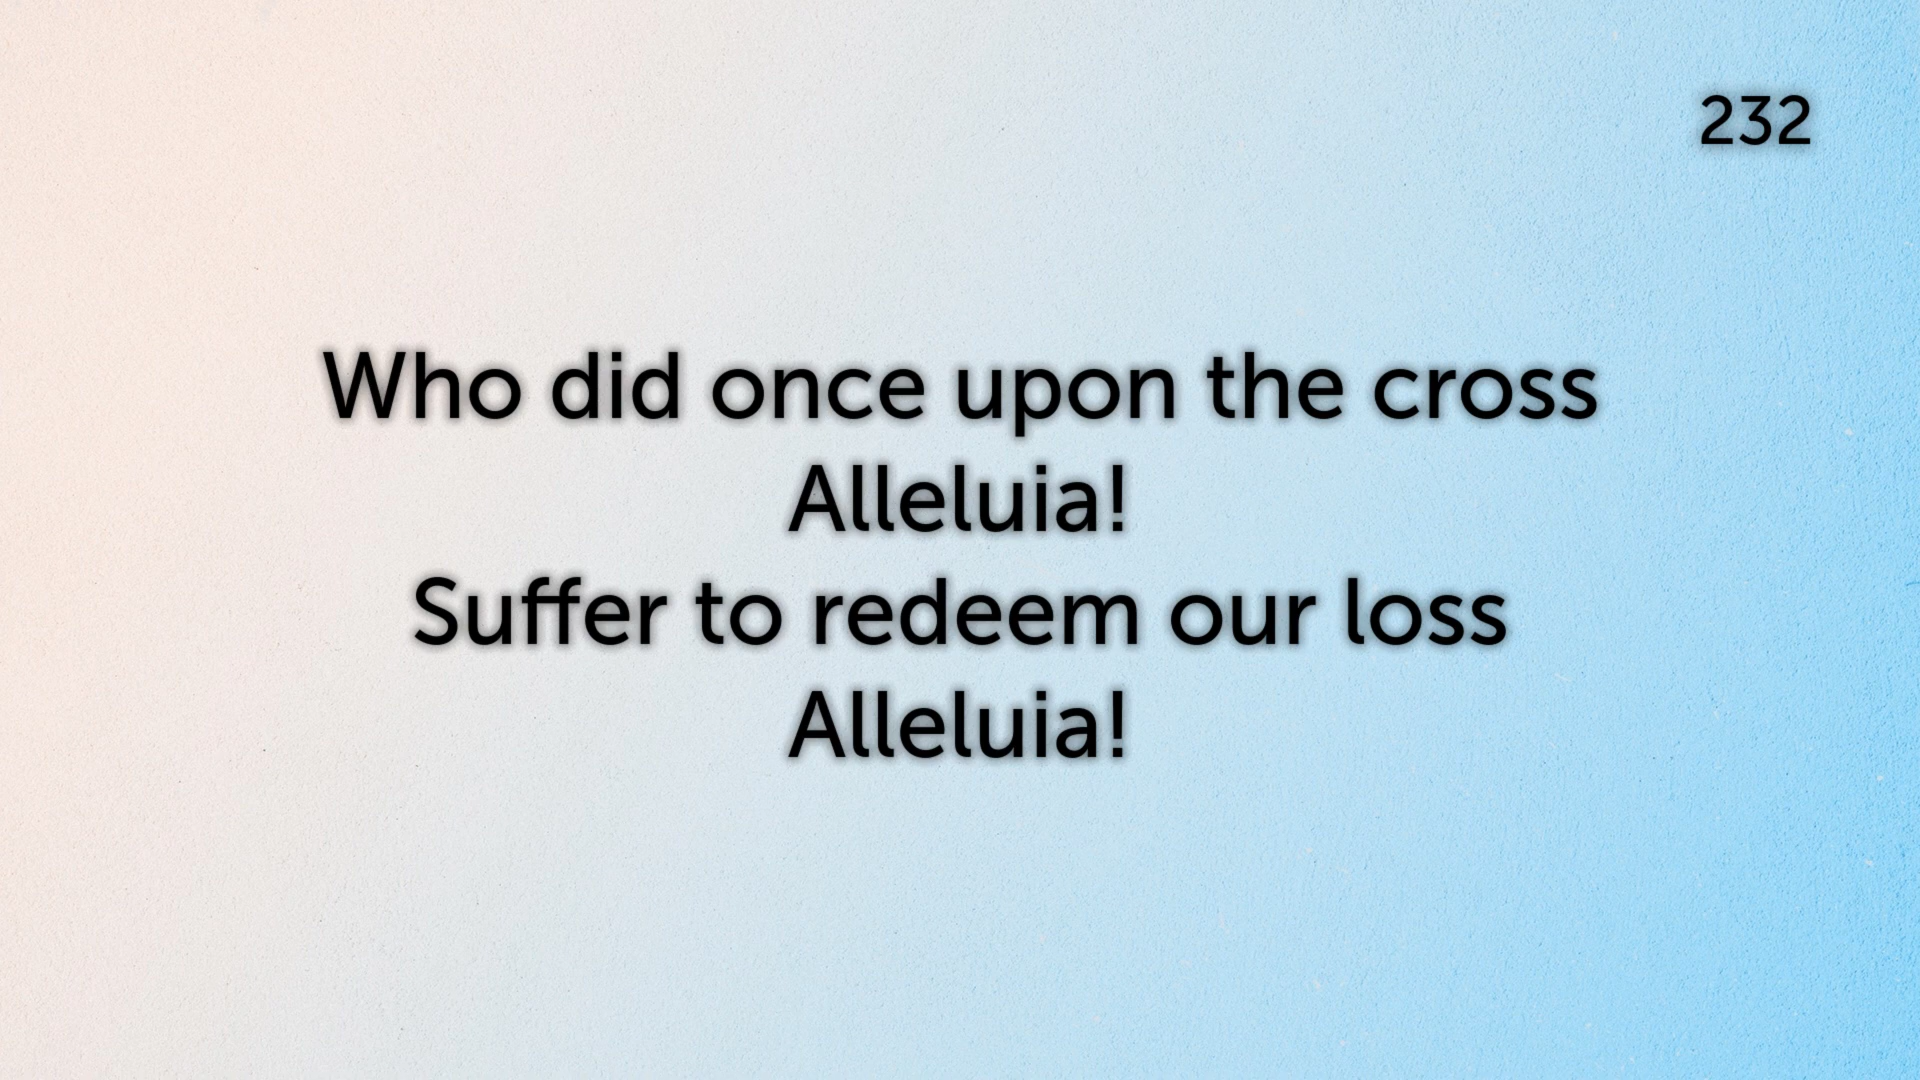 232
Who did once upon the cross
Alleluia!
Suffer to redeem our loss
Alleluia!